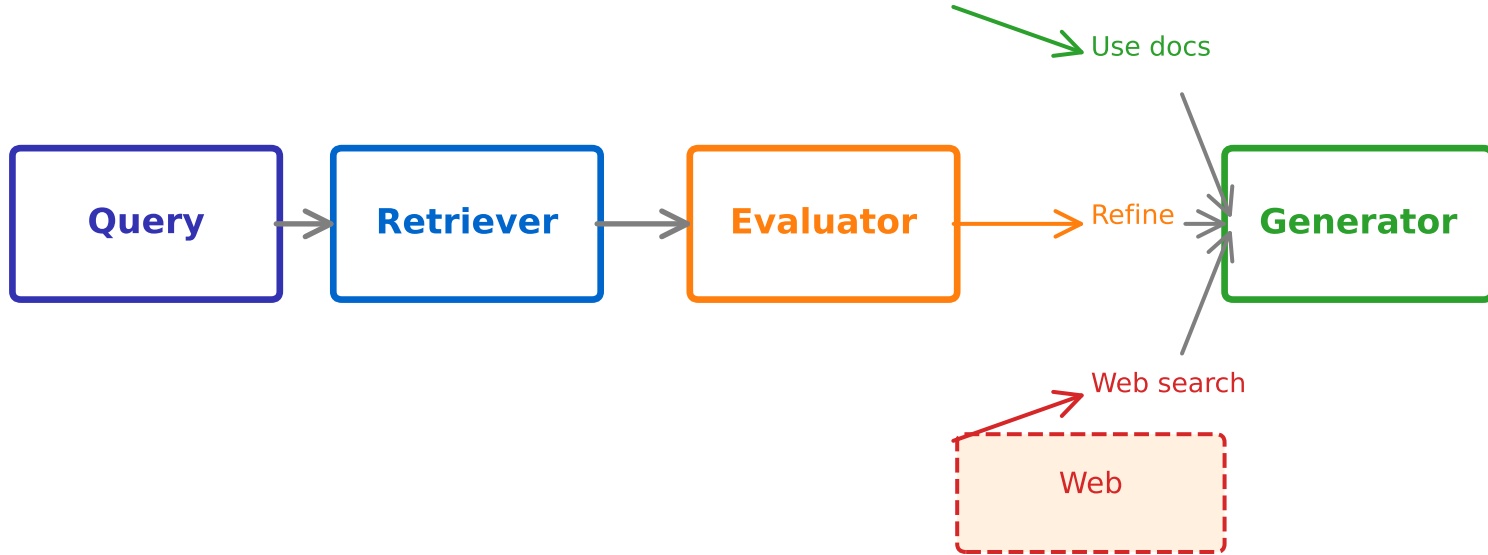 Use docs
Query
Retriever
Evaluator
Refine
Generator
Web search
Web